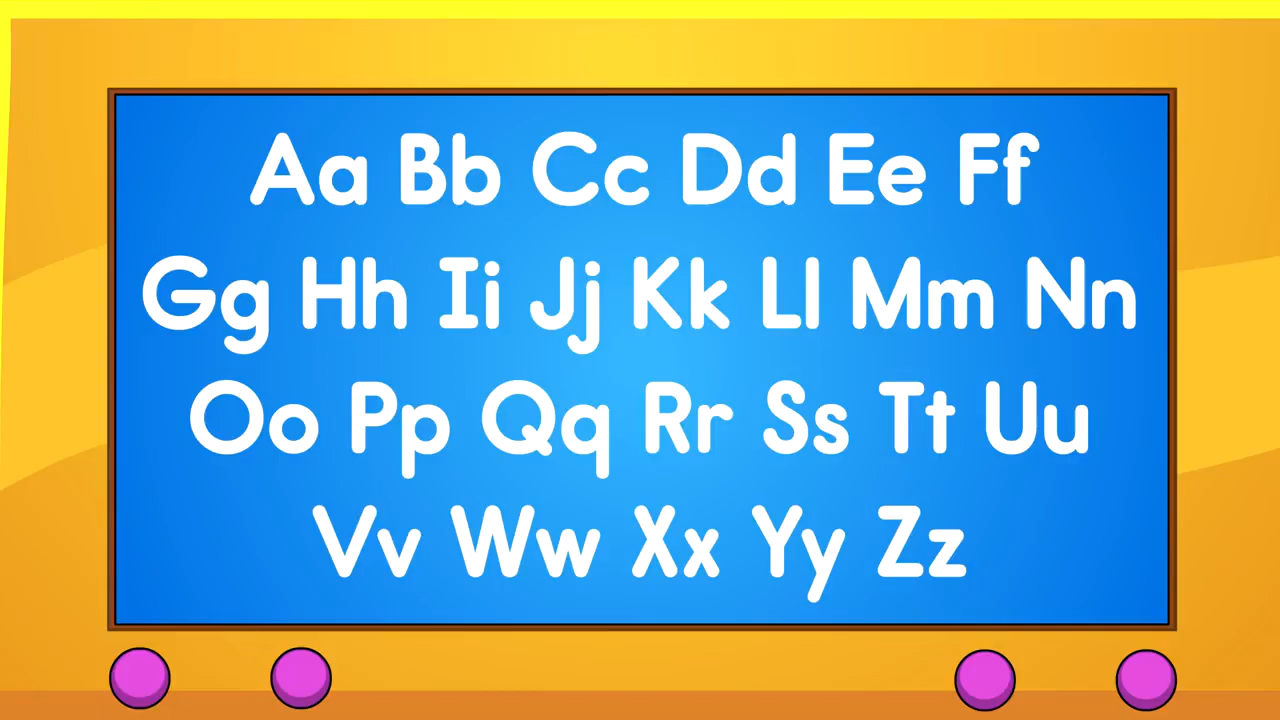 Aa Bb Cc Dd Ee Ff
Gg Hh Ii Jj Kk Ll Mm Nn
Oo Pp Qq Rr Ss Tt Uu
Vv Ww Xx Yy Zz